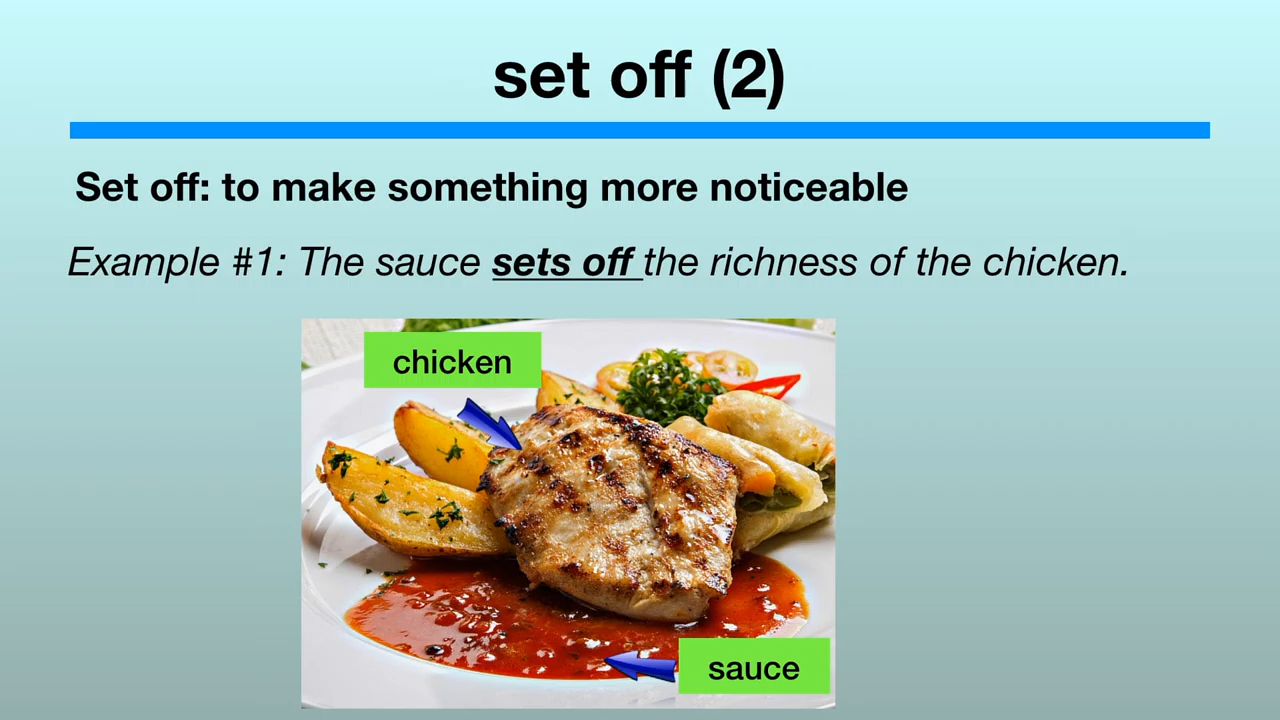 set off (2)
Set off: to make something more noticeable
Example #1: The sauce sets off the richness of the chicken.
chicken
sauce